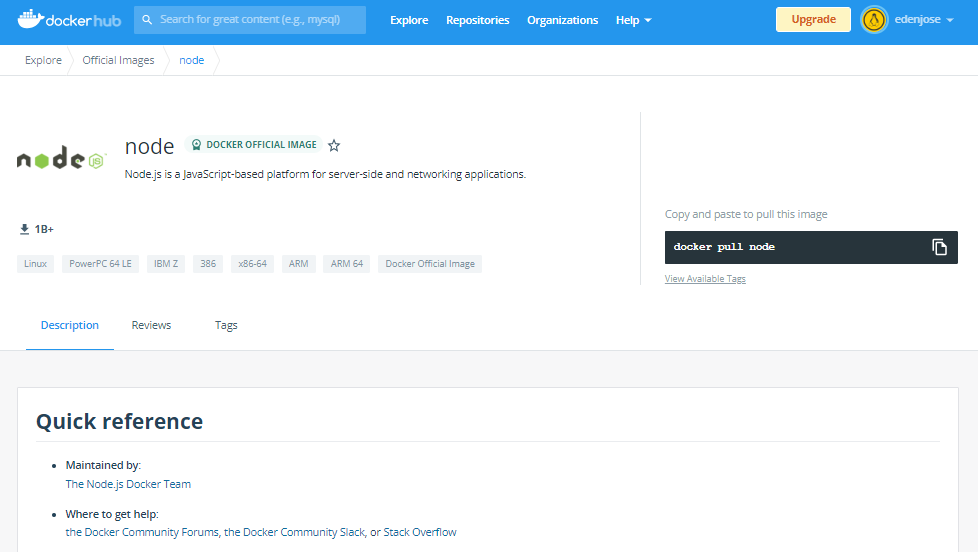 dockerhub
Search for great content (e.g., mysql)
Explore
Repositories
Organizations
Help
Upgrade
edenjose
Explore
Official Images
node
node JS
node
DOCKER OFFICIAL IMAGE
Node.js is a JavaScript-based platform for server-side and networking applications.
1B+
Linux
PowerPC 64 LE
IBM Z
386
x86-64
ARM
ARM 64
Docker Official Image
Copy and paste to pull this image
docker pull node
View Available Tags
Description
Reviews
Tags
Quick reference
Maintained by:
The Node.js Docker Team
Where to get help:
the Docker Community Forums, the Docker Community Slack, or Stack Overflow